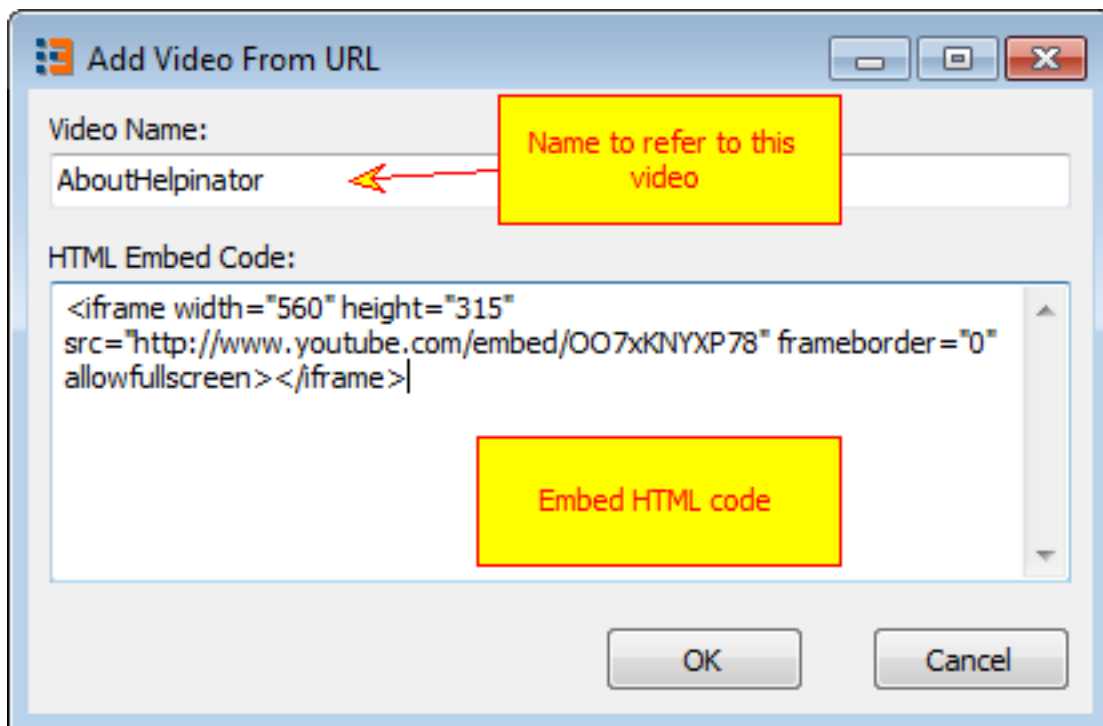 Add Video From URL
Video Name:
Name to refer to this
video
AboutHelpinator
HTML Embed Code:
<iframe width="560" height="315"
src="http://www.youtube.com/embed/OO7xKNYXP78" frameborder="0"
allowfullscreen></iframe>
Embed HTML code
OK
Cancel